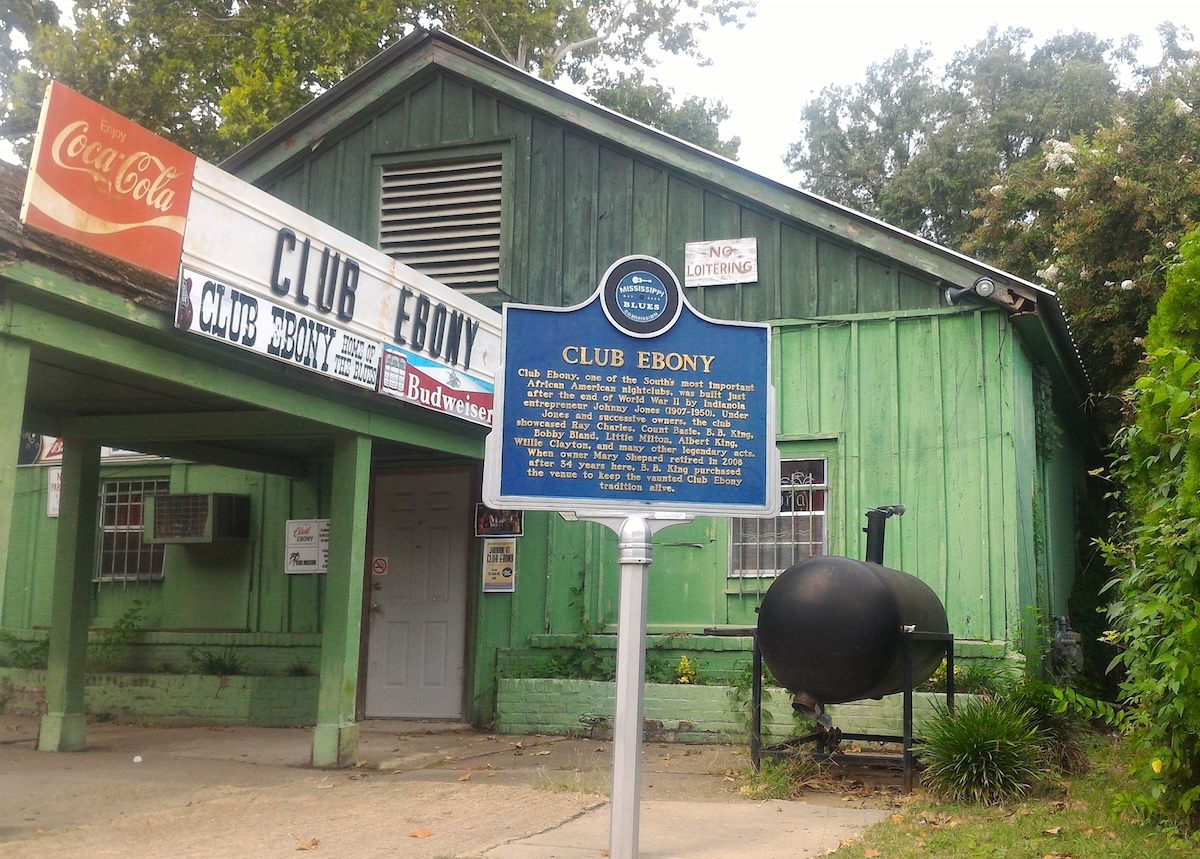 Enjoy
Coca-Cola
CLUB EBONY
CLUB EBONY
HOME OF
THE BLUES
Budweiser
NO
LOITERING
MISSISSIPPI
BLUES
COMMISSION
CLUB EBONY
Club Ebony, one of the South's most important
African American nightclubs, was built just
after the end of World War II by Indianola
entrepreneur Johnny Jones (1907-1950). Under
Jones and successive owners, the club
showcased Ray Charles, Count Basie, B. B. King,
Bobby Bland, Little Milton, Albert King,
Willie Clayton, and many other legendary acts.
When owner Mary Shepard retired in 2008
after 34 years here, B. B. King purchased
the venue to keep the vaunted Club Ebony
tradition alive.
Club
EBONY
CLUB EBONY